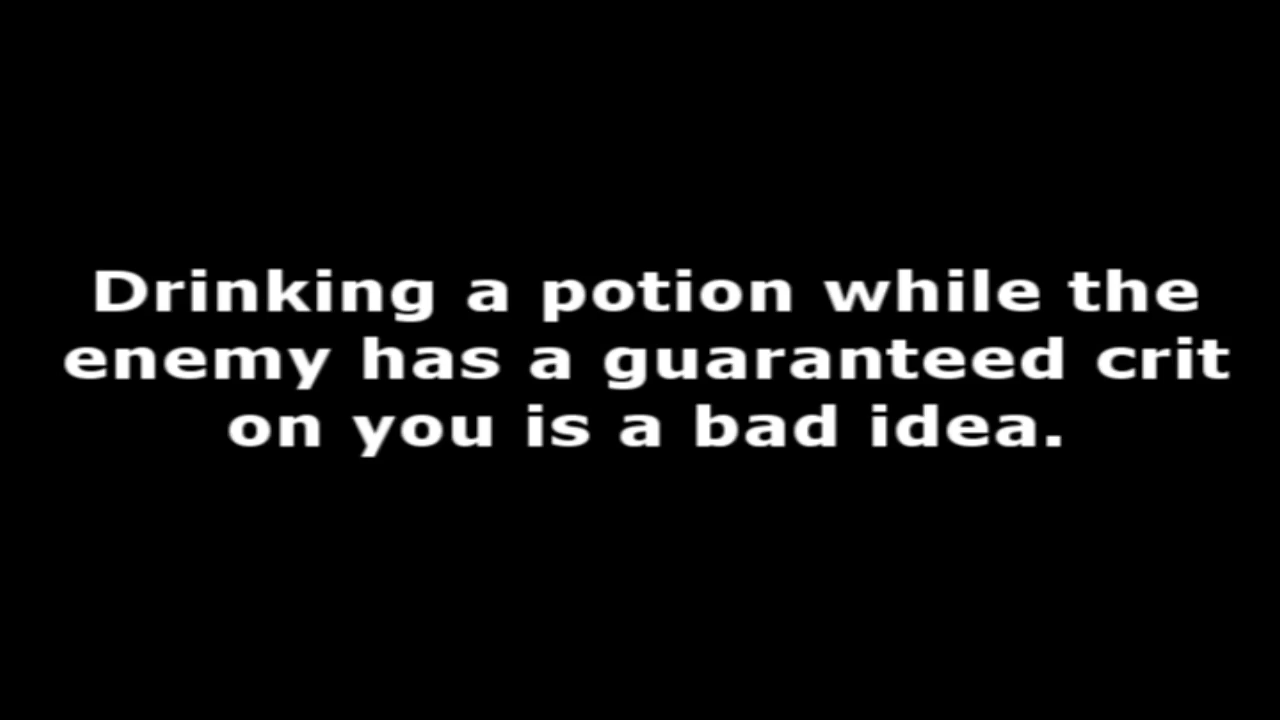 Drinking a potion while the
enemy has a guaranteed crit
on you is a bad idea.